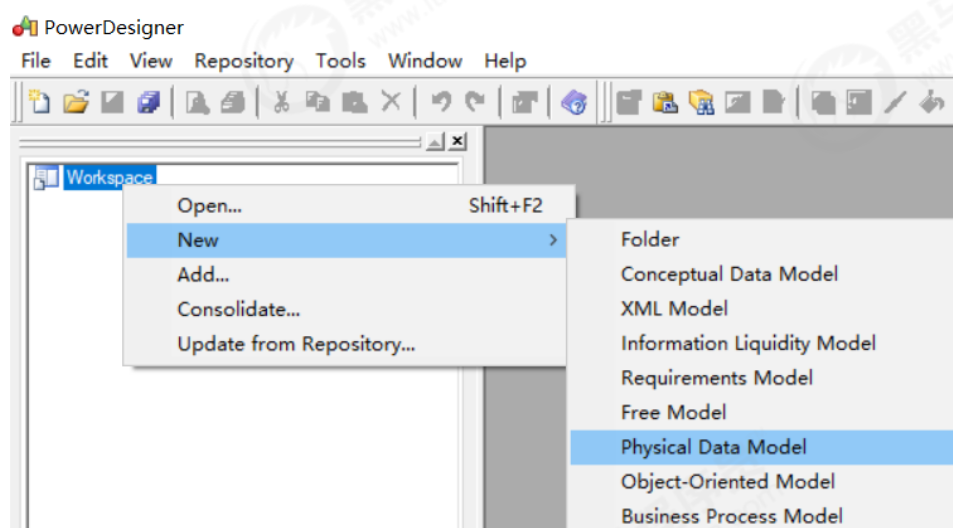 PowerDesigner
File Edit View Repository Tools Window Help
Workspace
Open... Shift+F2
New
Add...
Consolidate...
Update from Repository...
Folder
Conceptual Data Model
XML Model
Information Liquidity Model
Requirements Model
Free Model
Physical Data Model
Object-Oriented Model
Business Process Model